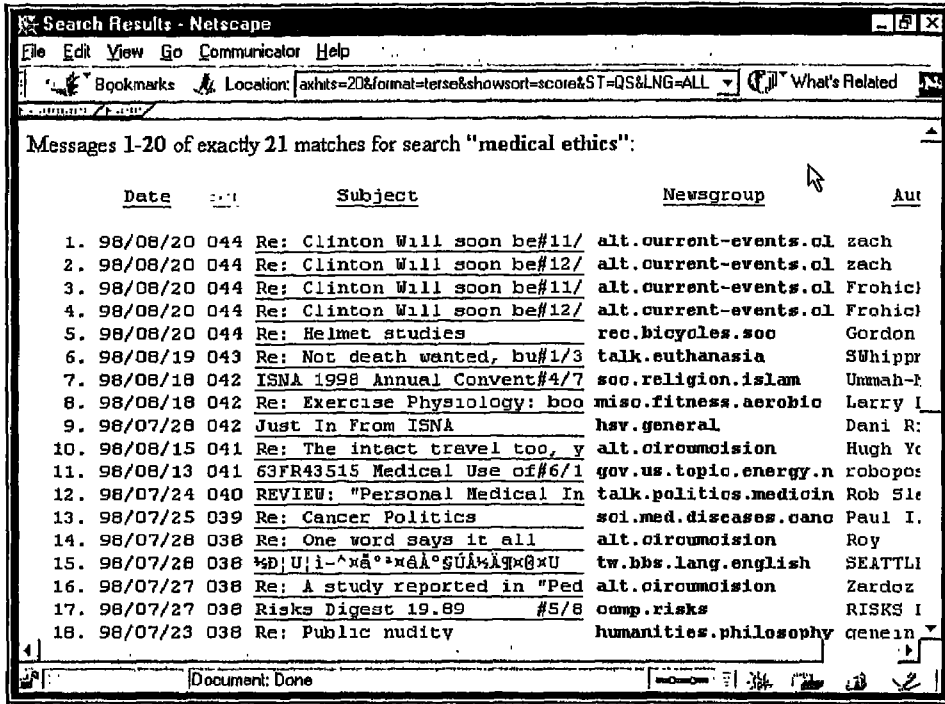 Search Results - Netscape
File Edit View Go Communicator Help
Bookmarks Location: axhits=20&format=terse&showsort=score&ST=QS&LNG=ALL What's Related
Messages 1-20 of exactly 21 matches for search "medical ethics":
Date Subject Newsgroup Aut
1. 98/08/20 044 Re: Clinton Will soon be#11/ alt.current-events.cl zach
2. 98/08/20 044 Re: Clinton Will soon be#12/ alt.current-events.cl zach
3. 98/08/20 044 Re: Clinton Will soon be#11/ alt.current-events.cl Frohicl
4. 98/08/20 044 Re: Clinton Will soon be#12/ alt.current-events.cl Frohicl
5. 98/08/20 044 Re: Helmet studies rec.bicycles.soc Gordon
6. 98/08/19 043 Re: Not death wanted, bu#1/3 talk.euthanasia SWhippr
7. 98/08/18 042 ISNA 1998 Annual Convent#4/7 soc.religion.islam Ummah-
8. 98/08/18 042 Re: Exercise Physiology: boo misc.fitness.aerobic Larry
9. 98/07/28 042 Just In From ISNA hsv.general Dani
10. 98/08/15 041 Re: The intact travel too, y alt.circumcision Hugh
11. 98/08/13 041 63FR43515 Medical Use of#6/1 gov.us.topic.energy.n robopos
12. 98/07/24 040 REVIEW: "Personal Medical In talk.politics.medicin Rob Sle
13. 98/07/25 039 Re: Cancer Politics sci.med.diseases.canc Paul I.
14. 98/07/28 038 Re: One word says it all alt.circumcision Roy
15. 98/07/28 038 tw.bbs.lang.english SEATTLE
16. 98/07/27 038 Re: A study reported in "Ped alt.circumcision Zardoz
17. 98/07/27 038 Risks Digest 19.89 #5/8 comp.risks RISKS
18. 98/07/23 038 Re: Public nudity humanities.philosophy genein
Document: Done